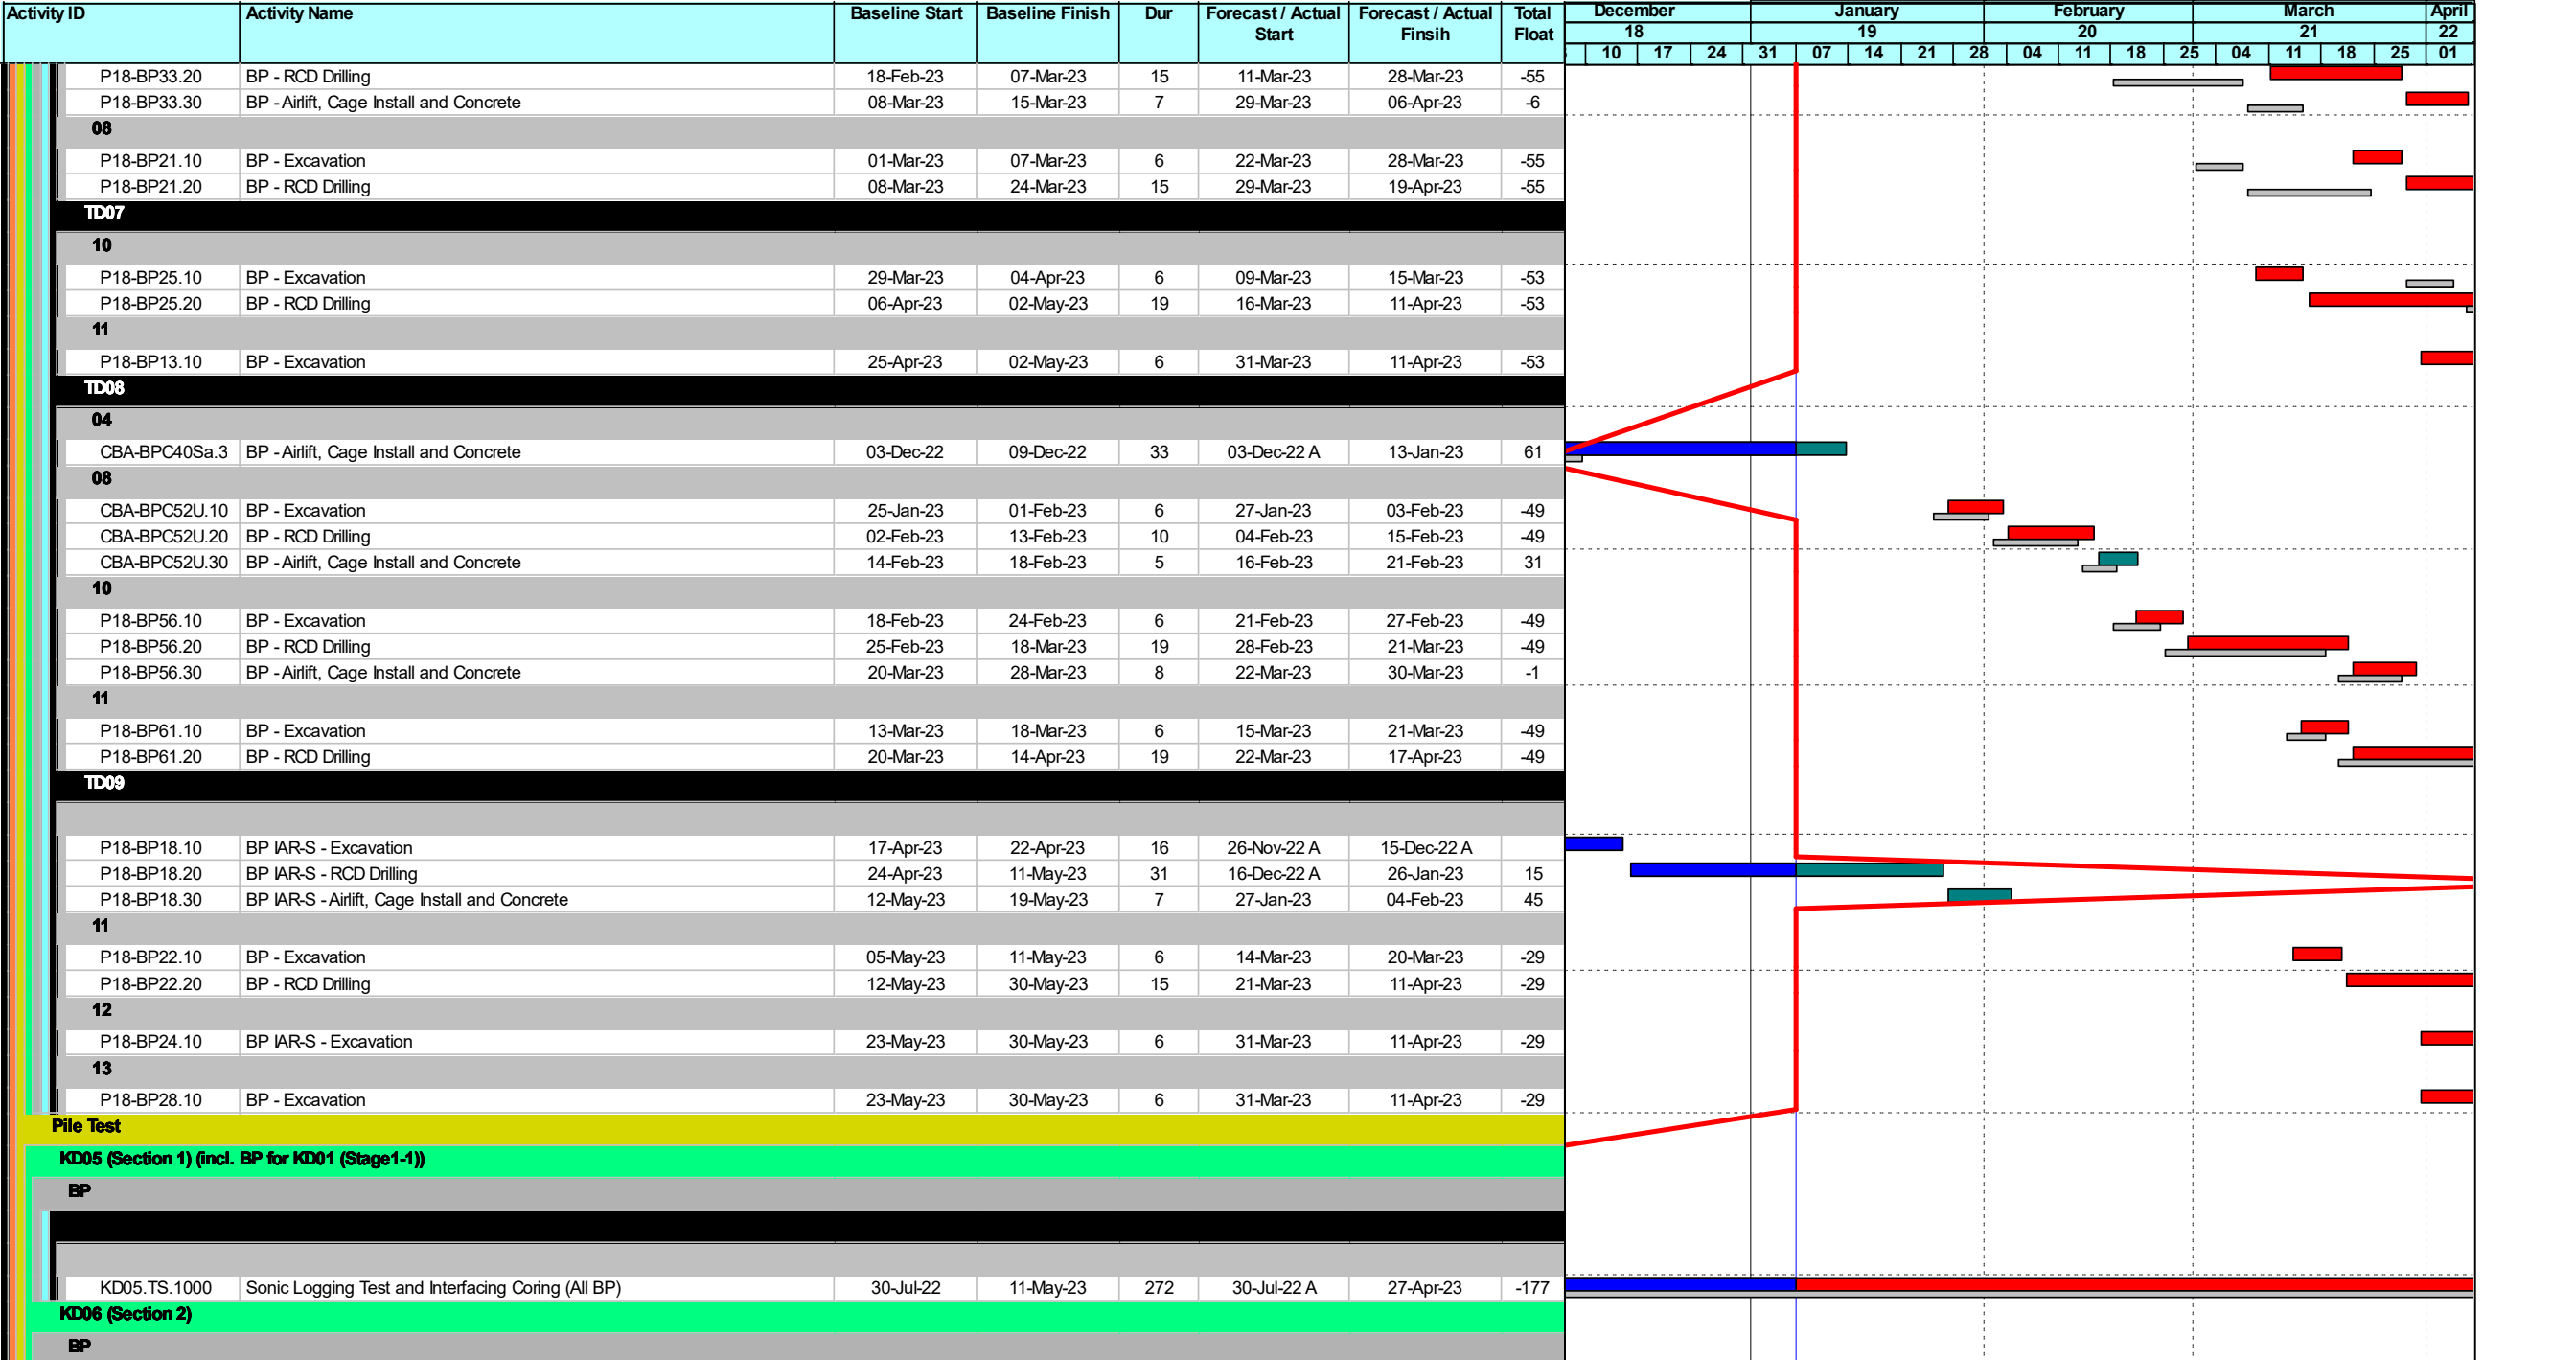 Activity ID Activity Name Baseline Start Baseline Finish Dur Forecast / Actual Start Forecast / Actual Finsih Total Float December January February March April
18 19 20 21 22
10 17 24 31 07 14 21 28 04 11 18 25 04 11 18 25 01
P18-BP33.20 BP - RCD Drilling 18-Feb-23 07-Mar-23 15 11-Mar-23 28-Mar-23 -55
P18-BP33.30 BP - Airlift, Cage Install and Concrete 08-Mar-23 15-Mar-23 7 29-Mar-23 06-Apr-23 -6
08
P18-BP21.10 BP - Excavation 01-Mar-23 07-Mar-23 6 22-Mar-23 28-Mar-23 -55
P18-BP21.20 BP - RCD Drilling 08-Mar-23 24-Mar-23 15 29-Mar-23 19-Apr-23 -55
TD07
10
P18-BP25.10 BP - Excavation 29-Mar-23 04-Apr-23 6 09-Mar-23 15-Mar-23 -53
P18-BP25.20 BP - RCD Drilling 06-Apr-23 02-May-23 19 16-Mar-23 11-Apr-23 -53
11
P18-BP13.10 BP - Excavation 25-Apr-23 02-May-23 6 31-Mar-23 11-Apr-23 -53
TD08
04
CBA-BPC40Sa.3 BP - Airlift, Cage Install and Concrete 03-Dec-22 09-Dec-22 33 03-Dec-22 A 13-Jan-23 61
08
CBA-BPC52U.10 BP - Excavation 25-Jan-23 01-Feb-23 6 27-Jan-23 03-Feb-23 -49
CBA-BPC52U.20 BP - RCD Drilling 02-Feb-23 13-Feb-23 10 04-Feb-23 15-Feb-23 -49
CBA-BPC52U.30 BP - Airlift, Cage Install and Concrete 14-Feb-23 18-Feb-23 5 16-Feb-23 21-Feb-23 31
10
P18-BP56.10 BP - Excavation 18-Feb-23 24-Feb-23 6 21-Feb-23 27-Feb-23 -49
P18-BP56.20 BP - RCD Drilling 25-Feb-23 18-Mar-23 19 28-Feb-23 21-Mar-23 -49
P18-BP56.30 BP - Airlift, Cage Install and Concrete 20-Mar-23 28-Mar-23 8 22-Mar-23 30-Mar-23 -1
11
P18-BP61.10 BP - Excavation 13-Mar-23 18-Mar-23 6 15-Mar-23 21-Mar-23 -49
P18-BP61.20 BP - RCD Drilling 20-Mar-23 14-Apr-23 19 22-Mar-23 17-Apr-23 -49
TD09
P18-BP18.10 BP IAR-S - Excavation 17-Apr-23 22-Apr-23 16 26-Nov-22 A 15-Dec-22 A
P18-BP18.20 BP IAR-S - RCD Drilling 24-Apr-23 11-May-23 31 16-Dec-22 A 26-Jan-23 15
P18-BP18.30 BP IAR-S - Airlift, Cage Install and Concrete 12-May-23 19-May-23 7 27-Jan-23 04-Feb-23 45
11
P18-BP22.10 BP - Excavation 05-May-23 11-May-23 6 14-Mar-23 20-Mar-23 -29
P18-BP22.20 BP - RCD Drilling 12-May-23 30-May-23 15 21-Mar-23 11-Apr-23 -29
12
P18-BP24.10 BP IAR-S - Excavation 23-May-23 30-May-23 6 31-Mar-23 11-Apr-23 -29
13
P18-BP28.10 BP - Excavation 23-May-23 30-May-23 6 31-Mar-23 11-Apr-23 -29
Pile Test
KD05 (Section 1) (incl. BP for KD01 (Stage1-1))
BP
KD05.TS.1000 Sonic Logging Test and Interfacing Coring (All BP) 30-Jul-22 11-May-23 272 30-Jul-22 A 27-Apr-23 -177
KD06 (Section 2)
BP